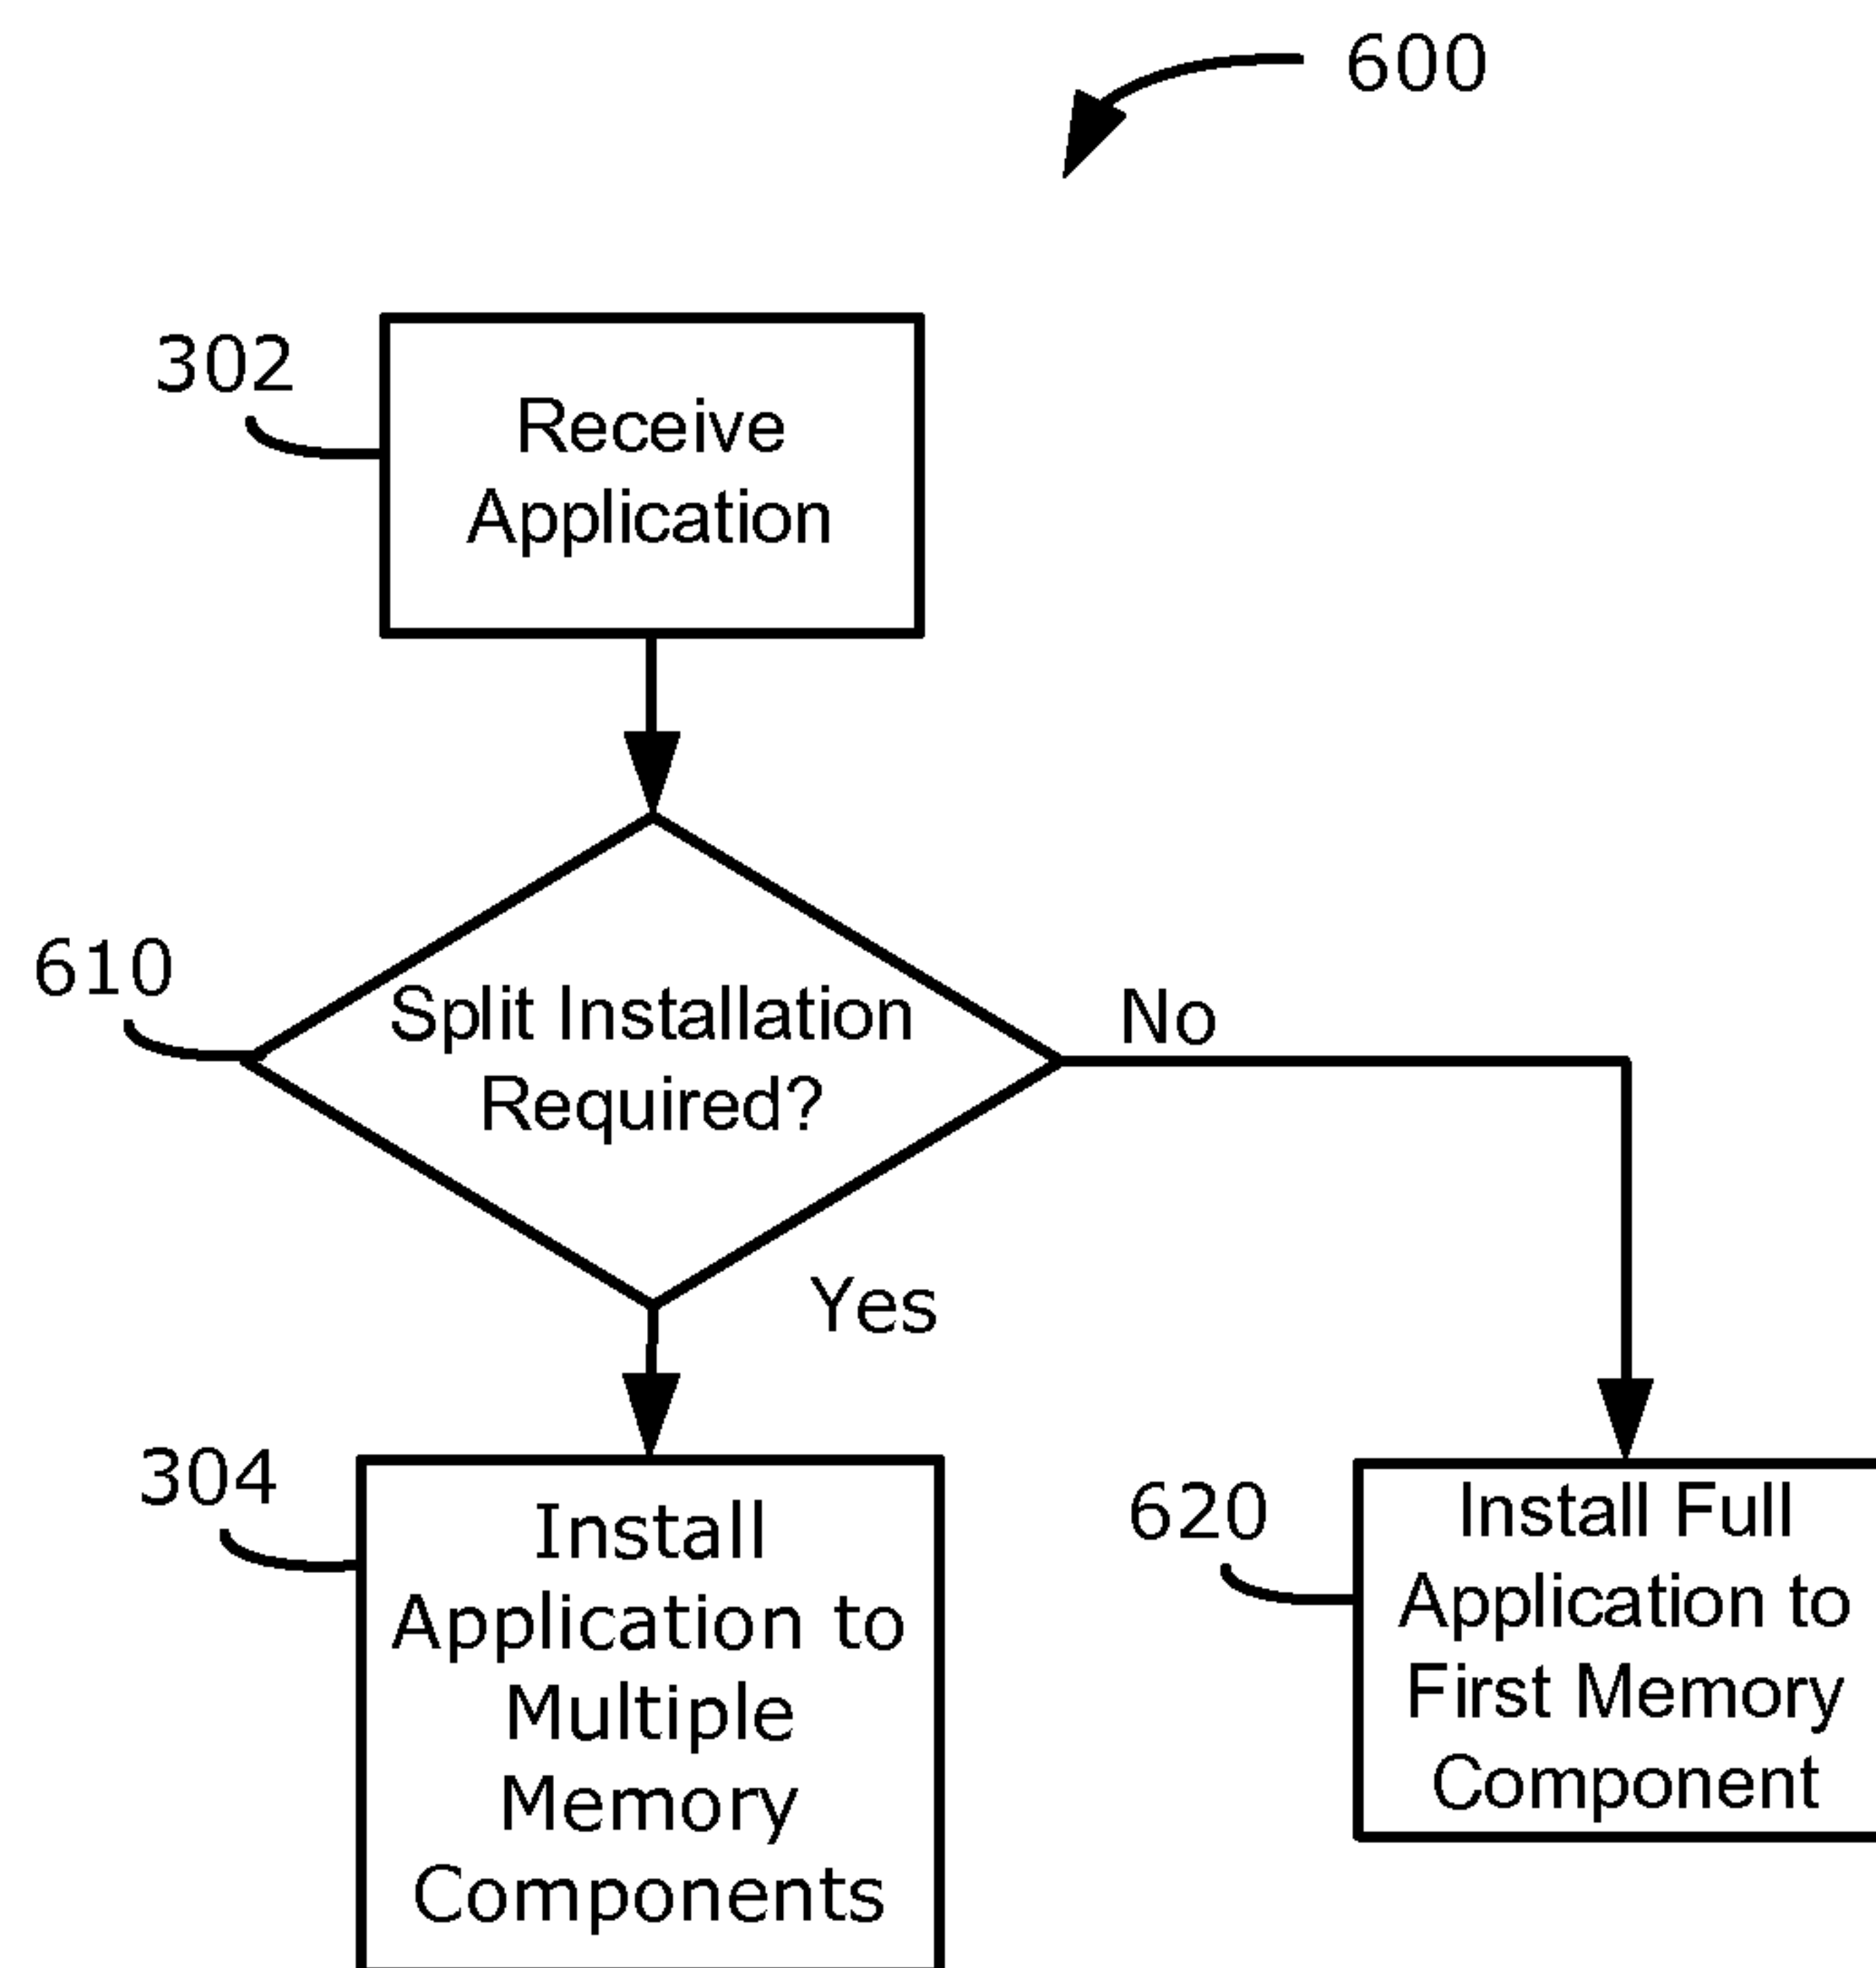 600
302
Receive
Application
610
Split Installation
Required?
No
Yes
304
Install
Application to
Multiple
Memory
Components
620
Install Full
Application to
First Memory
Component